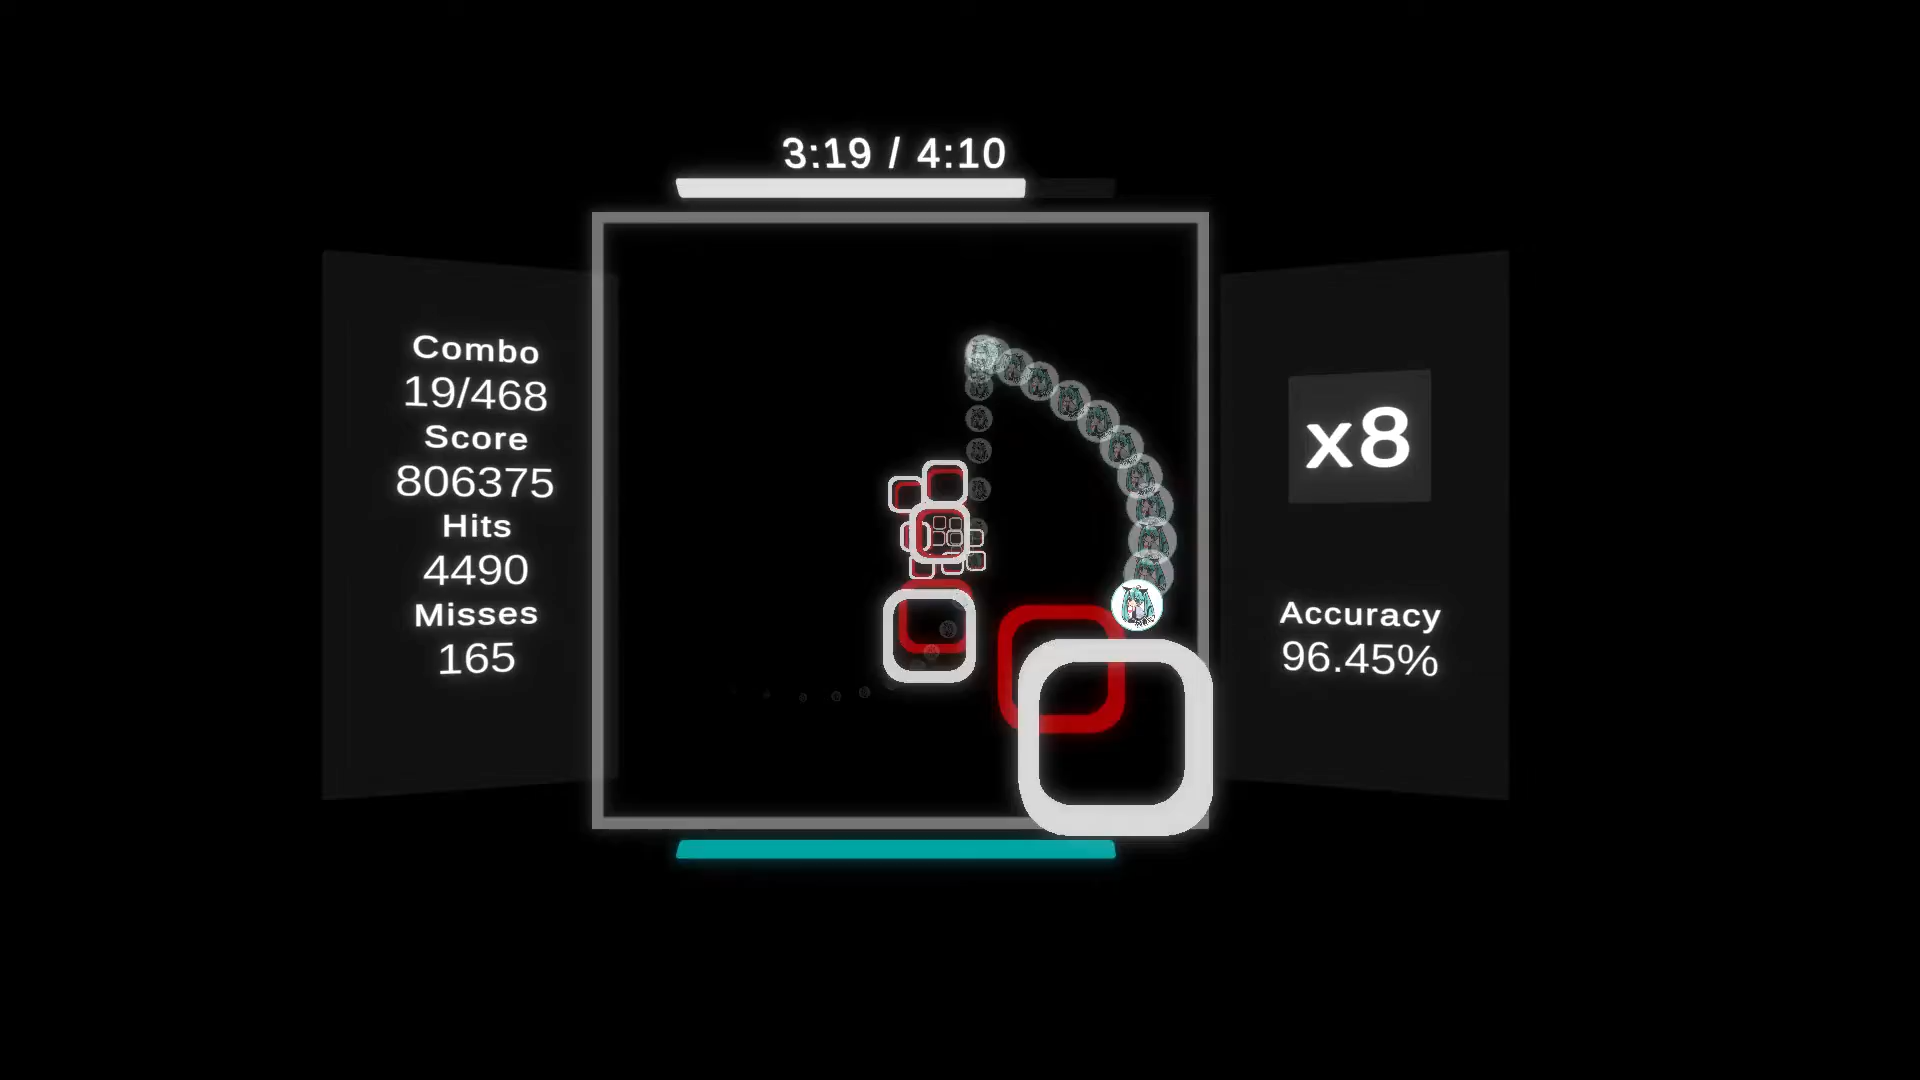 3:19 / 4:10
Combo
19/468
Score
806375
Hits
4490
Misses
165
x8
Accuracy
96.45%